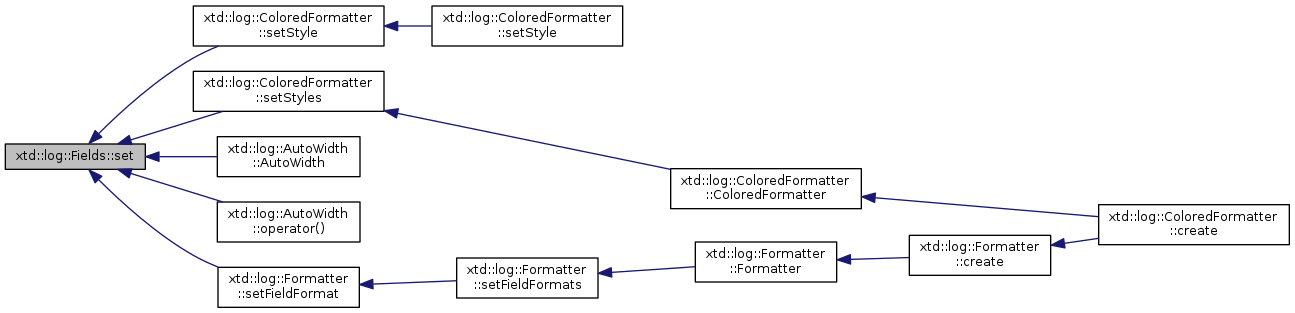 xtd::log::ColoredFormatter
::setStyle
xtd::log::ColoredFormatter
::setStyle
xtd::log::ColoredFormatter
::setStyles
xtd::log::Fields::set
xtd::log::AutoWidth
::AutoWidth
xtd::log::ColoredFormatter
::ColoredFormatter
xtd::log::AutoWidth
::operator()
xtd::log::ColoredFormatter
::create
xtd::log::Formatter
::setFieldFormat
xtd::log::Formatter
::setFieldFormats
xtd::log::Formatter
::Formatter
xtd::log::Formatter
::create